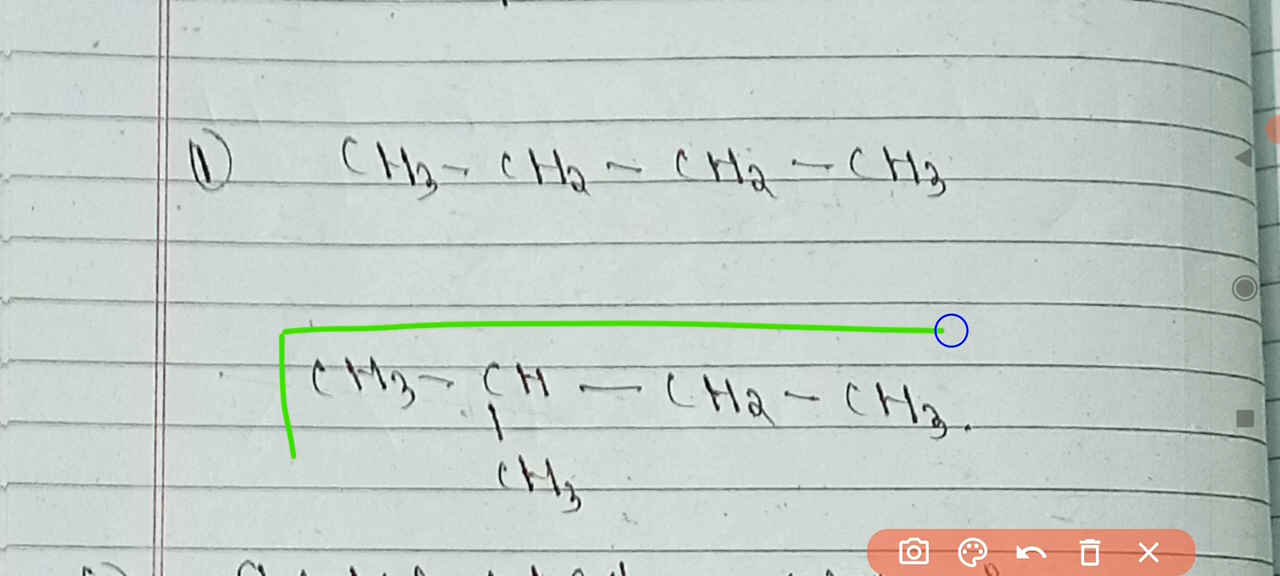 ① CH3 - CH2 - CH2 - CH3
CH3 - CH - CH2 - CH3.
|
CH3